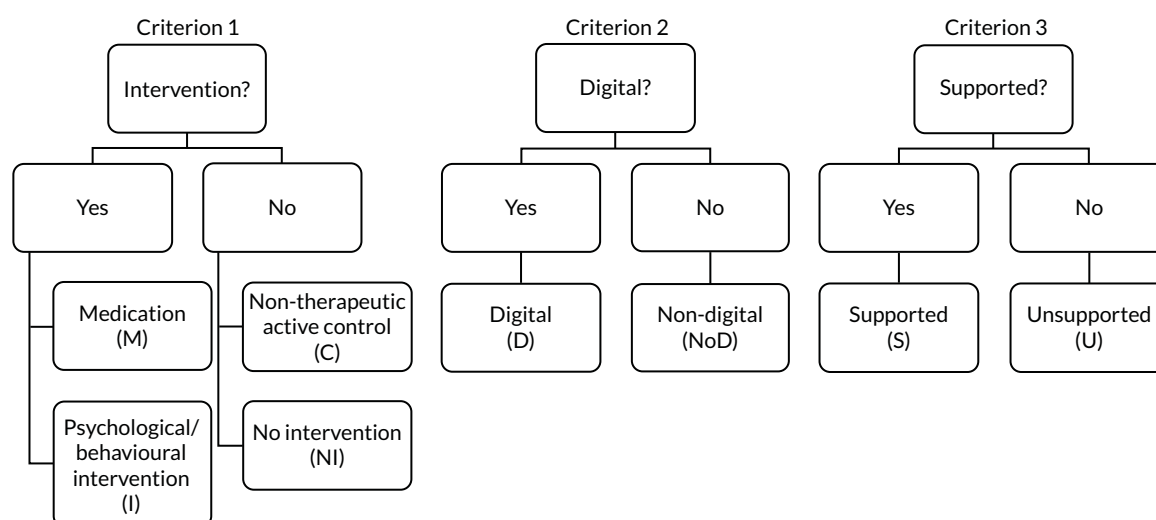 Criterion 1
Intervention?
Yes
No
Medication
(M)
Non-therapeutic
active control
(C)
Psychological/
behavioural
intervention
(I)
No intervention
(NI)
Criterion 2
Digital?
Yes
No
Digital
(D)
Non-digital
(NoD)
Criterion 3
Supported?
Yes
No
Supported
(S)
Unsupported
(U)